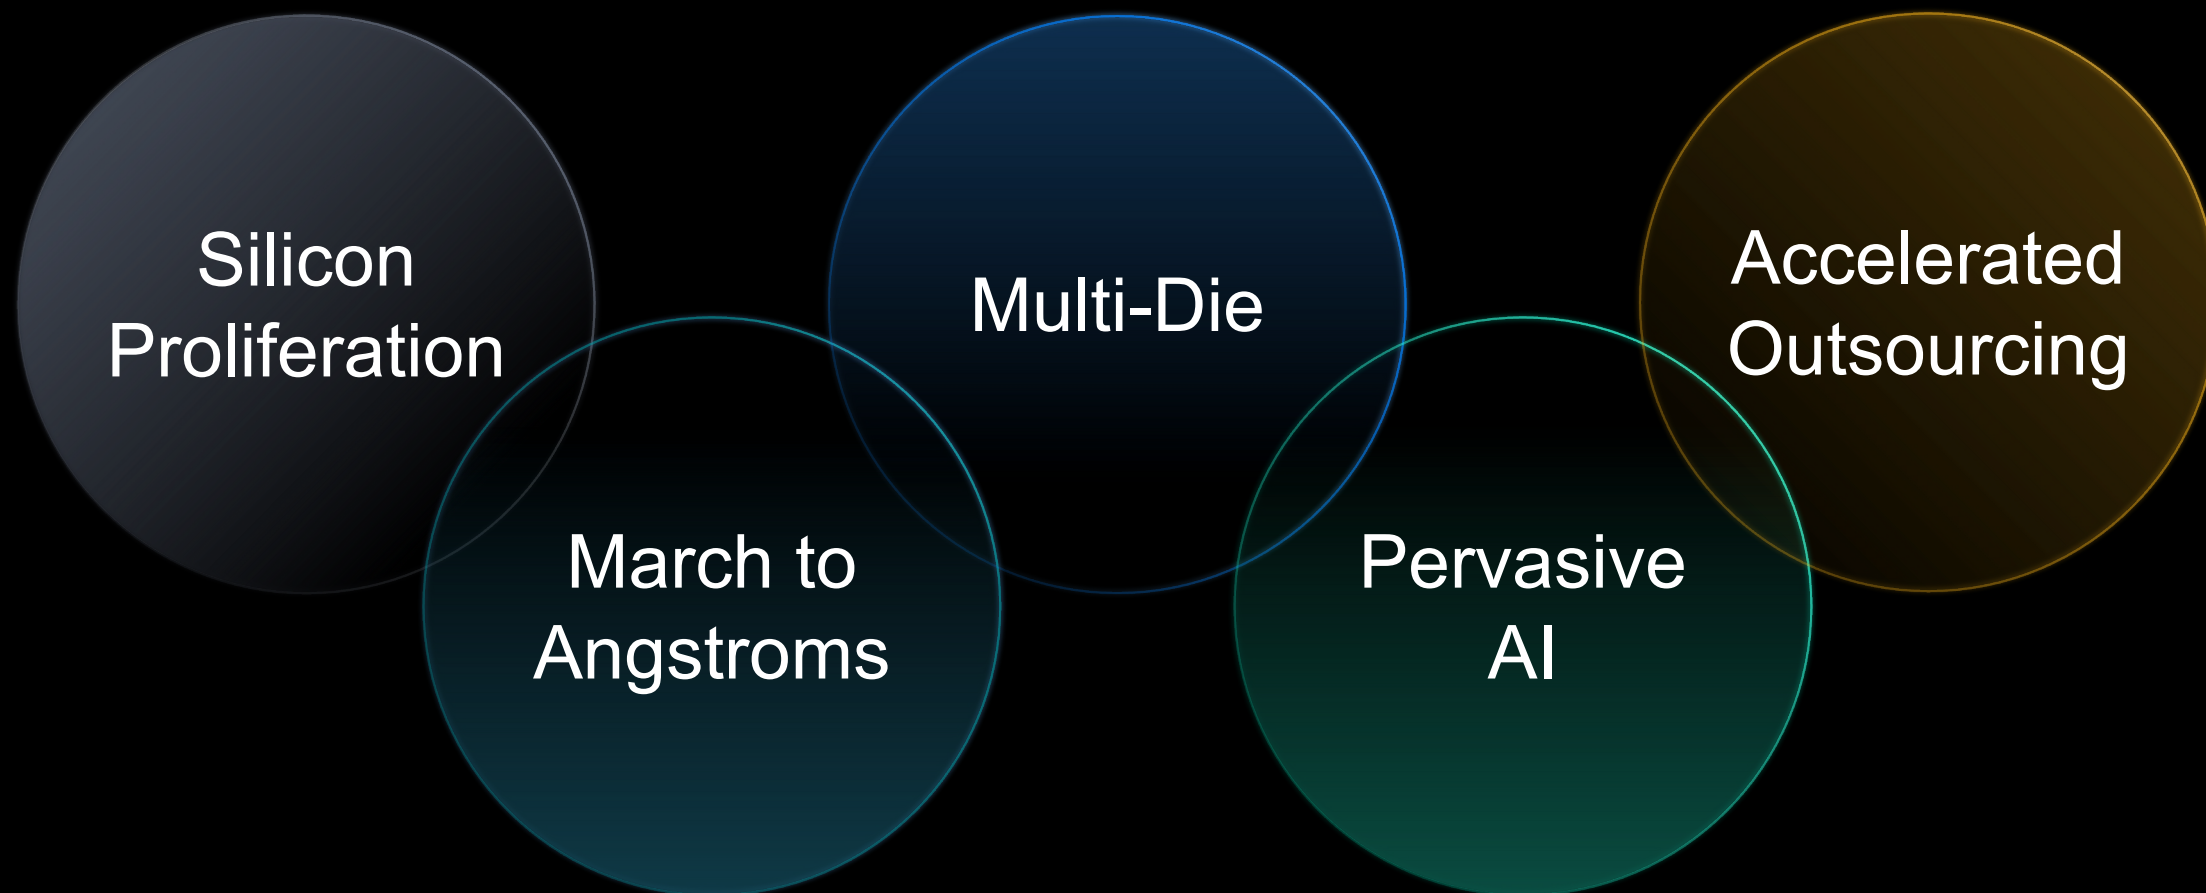 Silicon
Proliferation
March to
Angstroms
Multi-Die
Pervasive
AI
Accelerated
Outsourcing